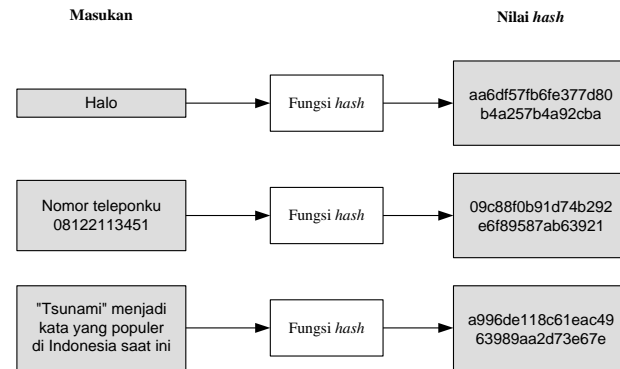 Masukan
Nilai hash
Halo
Fungsi hash
aa6df57fb6fe377d80
b4a257b4a92cba
Nomor teleponku
08122113451
Fungsi hash
09c88f0b91d74b292
e6f89587ab63921
"Tsunami" menjadi
kata yang populer
di Indonesia saat ini
Fungsi hash
a996de118c61eac49
63989aa2d73e67e